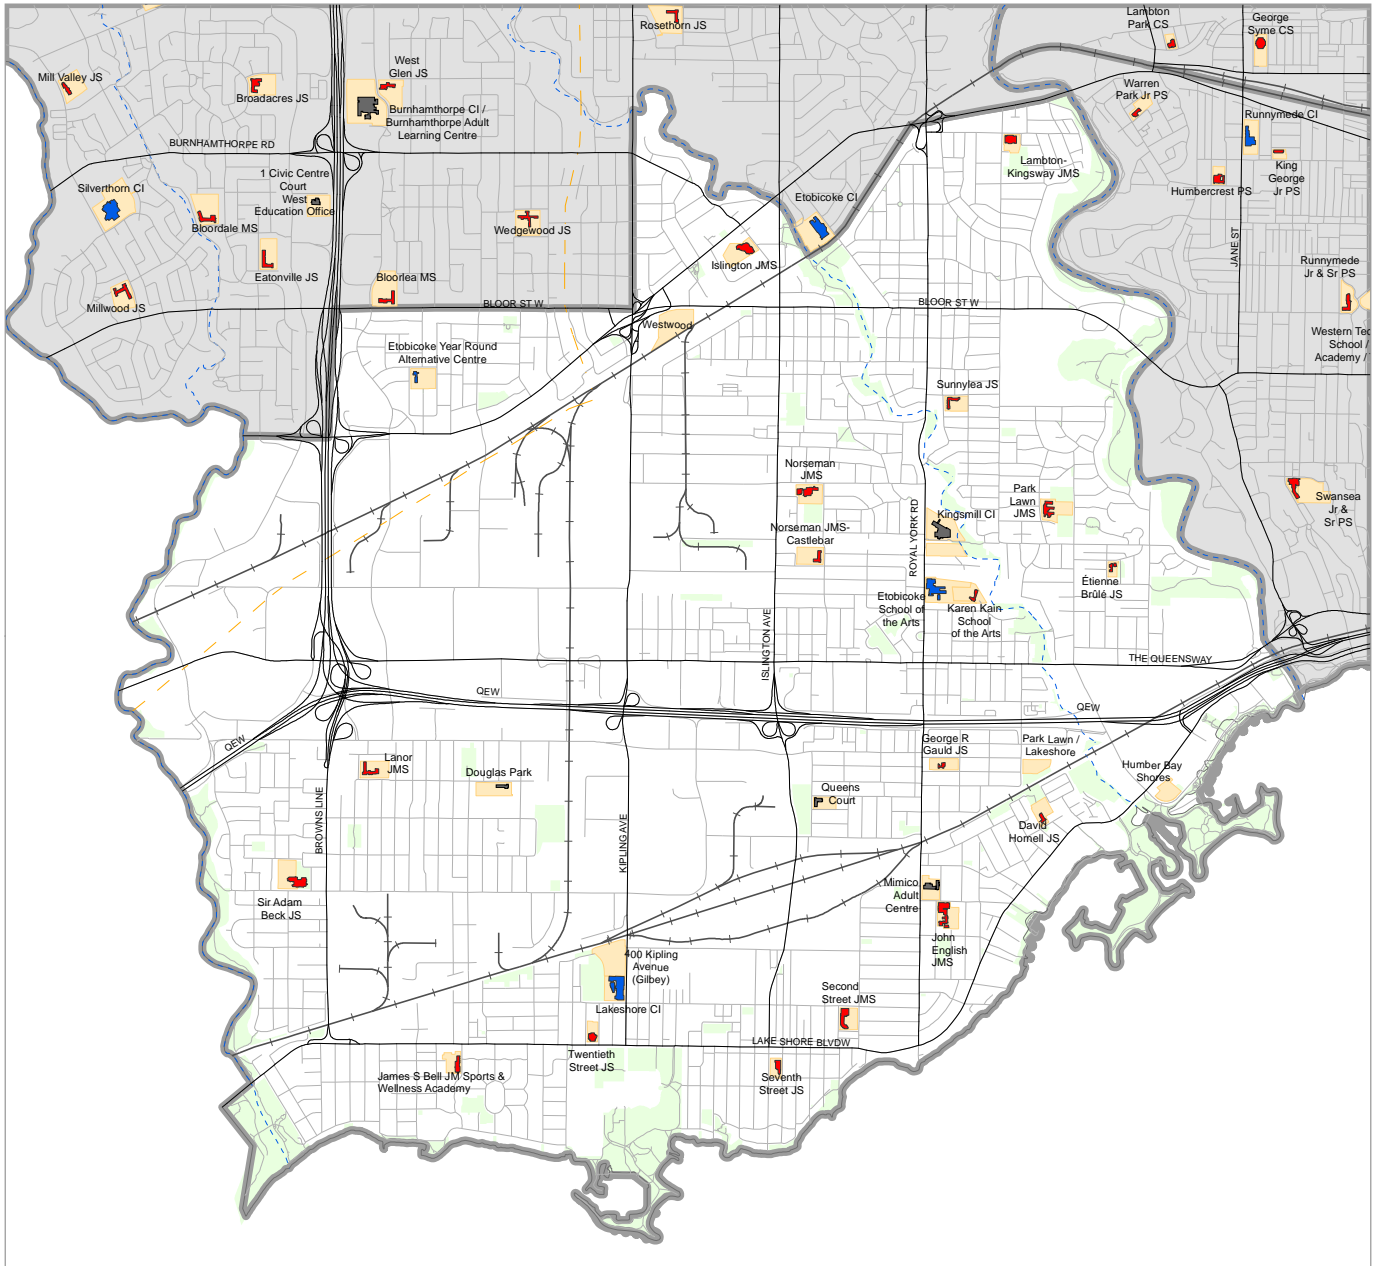 Rosethorn JS
Lambton
Park CS
George
Syme CS
Mill Valley JS
Broadacres JS
West
Glen JS
Burnhamthorpe CI /
Burnhamthorpe Adult
Learning Centre
Warren
Park Jr PS
Runnymede CI
BURNHAMTHORPE RD
Lambton-
Kingsway JMS
King
George
Jr PS
Humbercrest PS
Silverthorn CI
1 Civic Centre
Court
West
Education Office
Etobicoke CI
Bloordale MS
Wedgewood JS
JANE ST
Islington JMS
Eatonville JS
Bloorlea MS
Runnymede
Jr & Sr PS
Millwood JS
BLOOR ST W
BLOOR ST W
Westwood
Western Tec
School /
Academy /
Etobicoke Year Round
Alternative Centre
Sunnylea JS
Norseman
JMS
Park
Lawn
JMS
Swansea
Jr &
Sr PS
Kingsmill CI
Norseman JMS-
Castlebar
ROYAL YORK RD
Étienne
Brûlé JS
Etobicoke
School of
the Arts
Karen Kain
School
of the Arts
ISLINGTON AVE
THE QUEENSWAY
QEW
QEW
QEW
George R
Gauld JS
Park Lawn /
Lakeshore
Lanor
JMS
Douglas Park
Humber Bay
Shores
Queens
Court
BROWNS LINE
KIPLING AVE
David
Hornell JS
Mimico
Adult
Centre
Sir Adam
Beck JS
John
English
JMS
400 Kipling
Avenue
(Gilbey)
Second
Street JMS
Lakeshore CI
LAKE SHORE BLVDW
Twentieth
Street JS
James S Bell JM Sports &
Wellness Academy
Seventh
Street JS